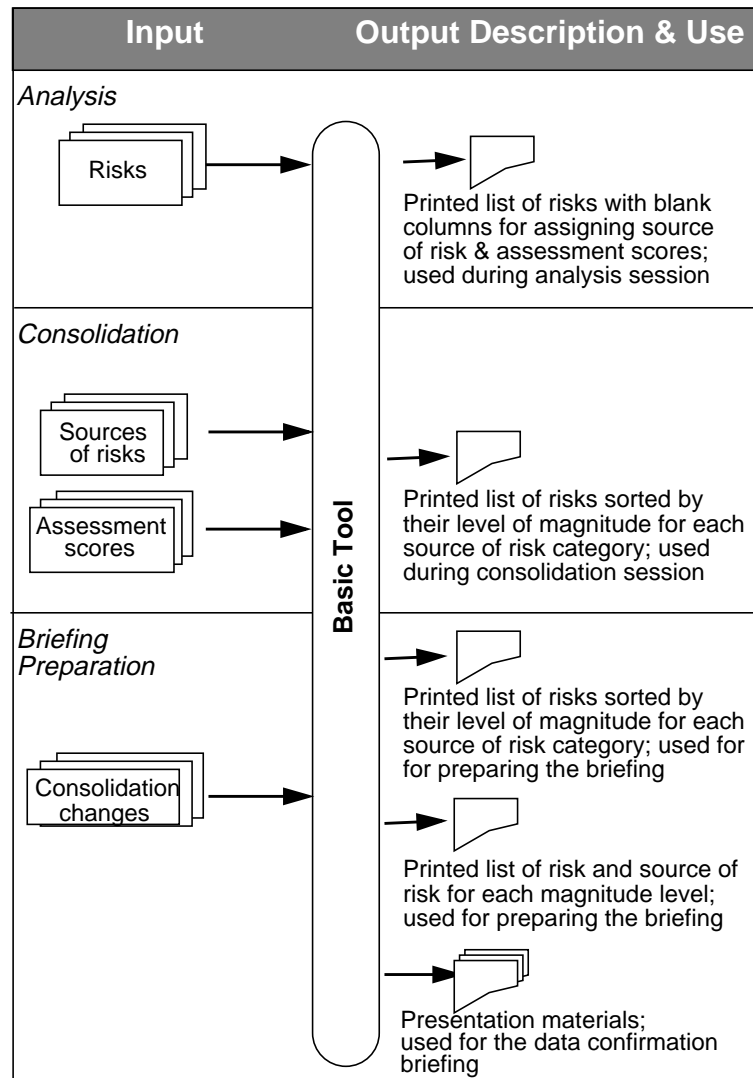 Input
Output Description & Use
Analysis
Risks
Printed list of risks with blank
columns for assigning source
of risk & assessment scores;
used during analysis session
Consolidation
Sources
of risks
Assessment
scores
Printed list of risks sorted by
their level of magnitude for each
source of risk category; used
during consolidation session
Basic Tool
Briefing
Preparation
Consolidation
changes
Printed list of risks sorted by
their level of magnitude for each
source of risk category; used for
for preparing the briefing
Printed list of risk and source of
risk for each magnitude level;
used for preparing the briefing
Presentation materials;
used for the data confirmation
briefing